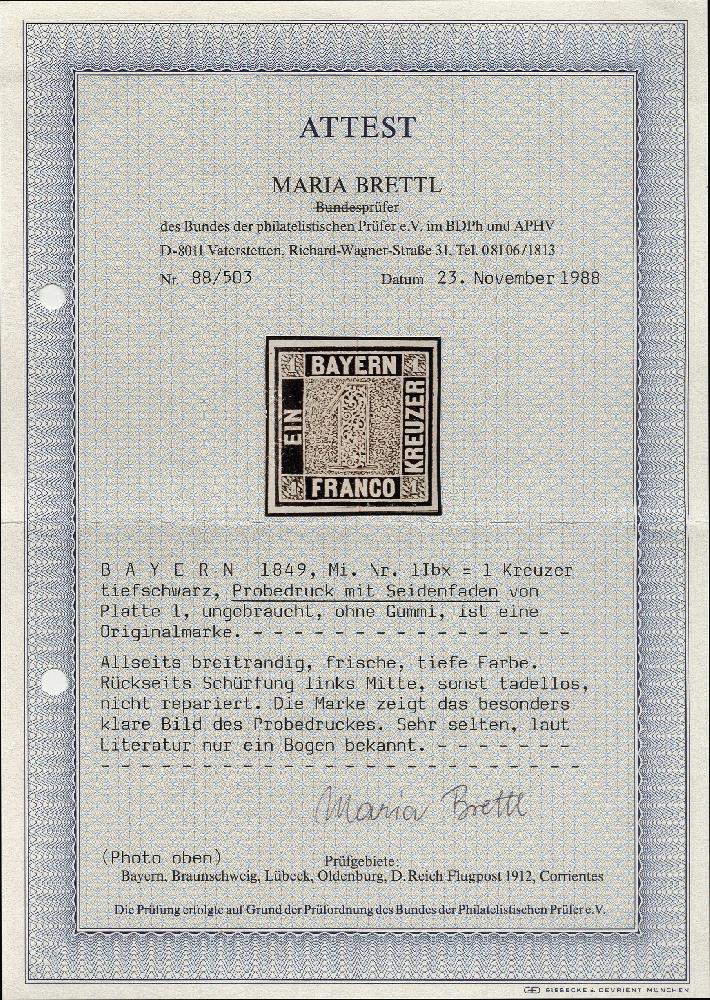 ATTEST
MARIA BRETTL
Bundesprüfer
des Bundes der philatelistischen Prüfer e.V. im BDPh und APHV
D-8011 Vaterstetten, Richard-Wagner-Straße 31, Tel. 08106/1813
Nr. 88/503 Datum 23. November 1988
1 BAYERN 1
EIN 1 KREUZER
1 FRANCO 1
B A Y E R N 1849, Mi. Nr. 1Ibx = 1 Kreuzer
tiefschwarz, Probedruck mit Seidenfaden von
Platte 1, ungebraucht, ohne Gummi, ist eine
Originalmarke. - - - - - - - - - - - - - - - -
Allseits breitrandig, frische, tiefe Farbe.
Rückseits Schürfung links Mitte, sonst tadellos,
nicht repariert. Die Marke zeigt das besonders
klare Bild des Probedruckes. Sehr selten, laut
Literatur nur ein Bogen bekannt. - - - - - - -
- - - - - - - - - - - - - - - - - - - - - - - -
Maria Brettl
(Photo oben) Prüfgebiete:
Bayern, Braunschweig, Lübeck, Oldenburg, D. Reich Flugpost 1912, Corrientes
Die Prüfung erfolgte auf Grund der Prüfordnung des Bundes der Philatelistischen Prüfer e.V.
GIESECKE & DEVRIENT MÜNCHEN